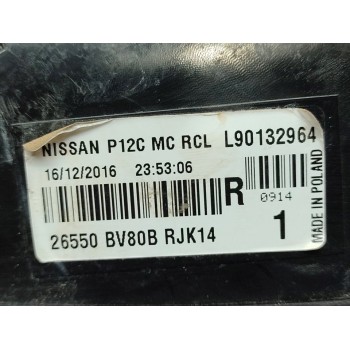 NISSAN P12C MC RCL L90132964
16/12/2016 23:53:06
R
0914
26550 BV80B RJK14
1
MADE IN POLAND